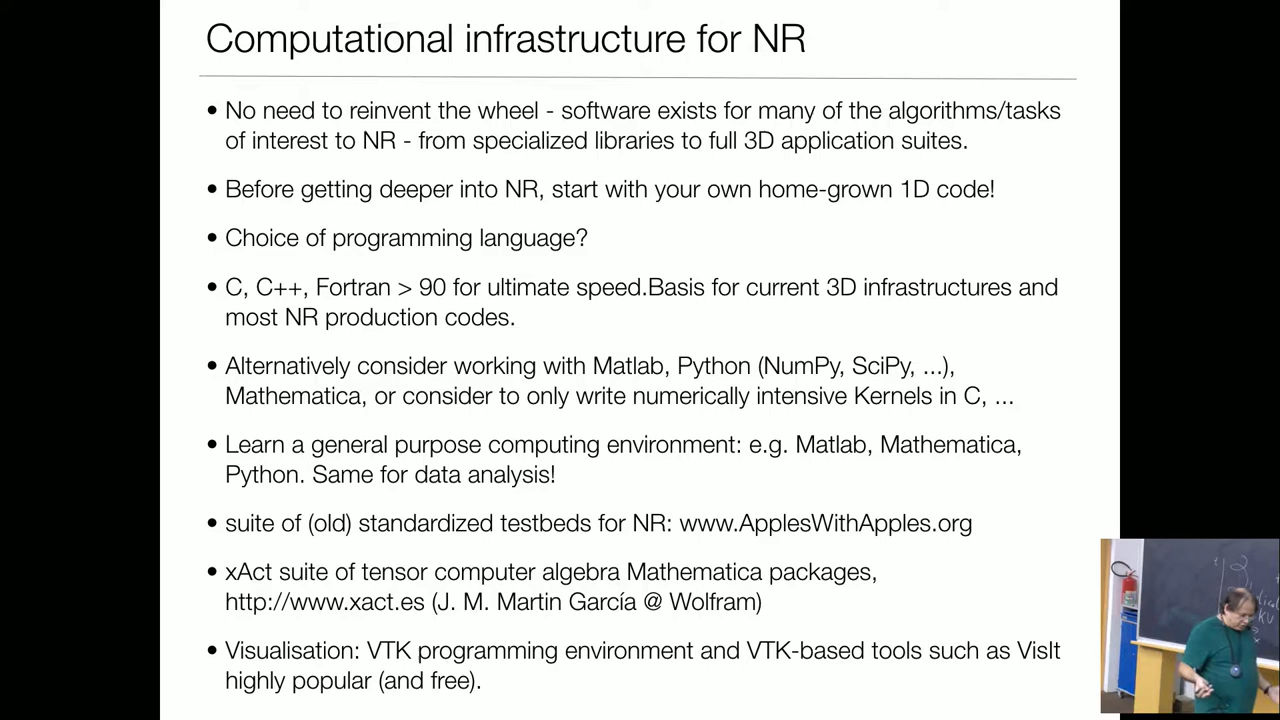 Computational infrastructure for NR
• No need to reinvent the wheel - software exists for many of the algorithms/tasks
of interest to NR - from specialized libraries to full 3D application suites.
• Before getting deeper into NR, start with your own home-grown 1D code!
• Choice of programming language?
• C, C++, Fortran > 90 for ultimate speed.Basis for current 3D infrastructures and
most NR production codes.
• Alternatively consider working with Matlab, Python (NumPy, SciPy, ...),
Mathematica, or consider to only write numerically intensive Kernels in C, ...
• Learn a general purpose computing environment: e.g. Matlab, Mathematica,
Python. Same for data analysis!
• suite of (old) standardized testbeds for NR: www.ApplesWithApples.org
• xAct suite of tensor computer algebra Mathematica packages,
http://www.xact.es (J. M. Martin García @ Wolfram)
• Visualisation: VTK programming environment and VTK-based tools such as VisIt
highly popular (and free).